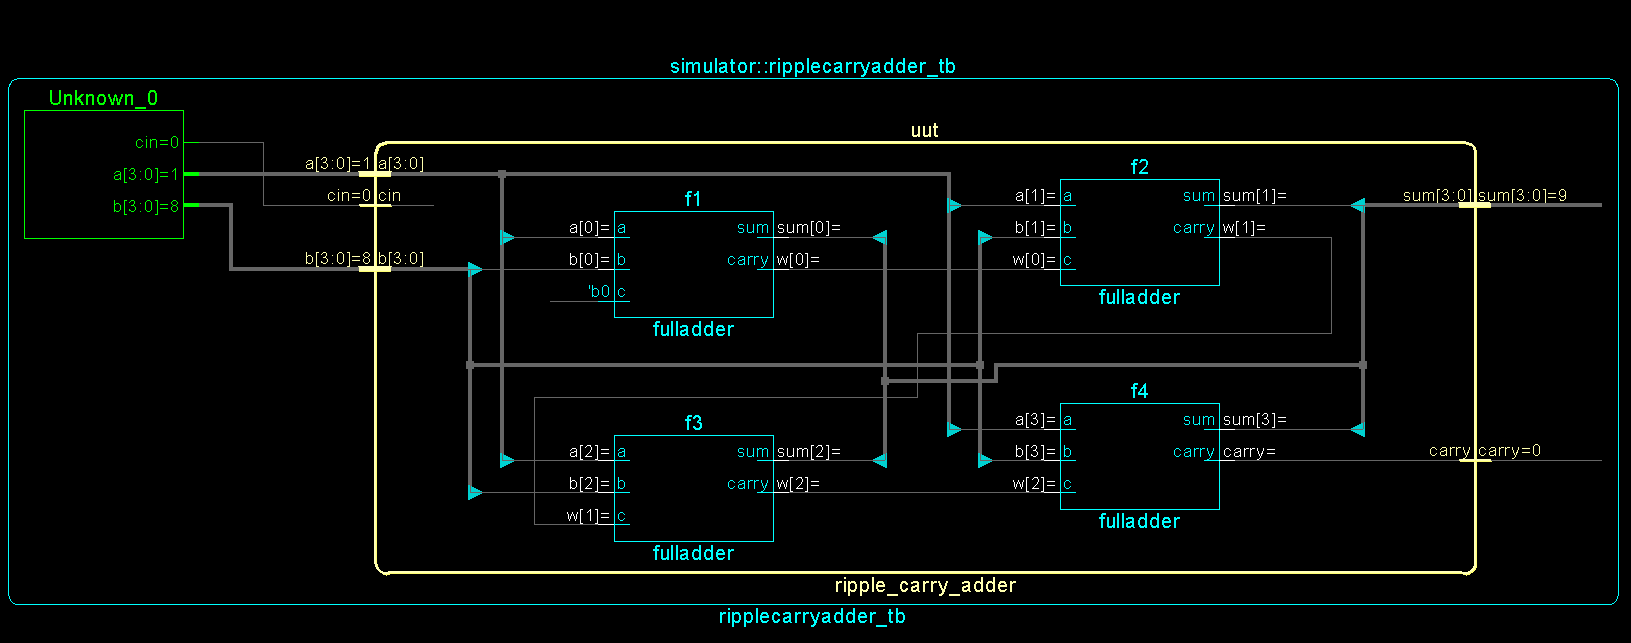 simulator::ripplecarryadder_tb
Unknown_0
cin=0
a[3:0]=1
b[3:0]=8
uut
a[3:0]=1 a[3:0]
cin=0 cin
b[3:0]=8 b[3:0]
f1
a[0]= a sum sum[0]=
b[0]= b carry w[0]=
'b0 c
fulladder
f2
a[1]= a sum sum[1]=
b[1]= b carry w[1]=
w[0]= c
fulladder
sum[3:0] sum[3:0]=9
f3
a[2]= a sum sum[2]=
b[2]= b carry w[2]=
w[1]= c
fulladder
f4
a[3]= a sum sum[3]=
b[3]= b carry carry=
w[2]= c
fulladder
carry carry=0
ripple_carry_adder
ripplecarryadder_tb